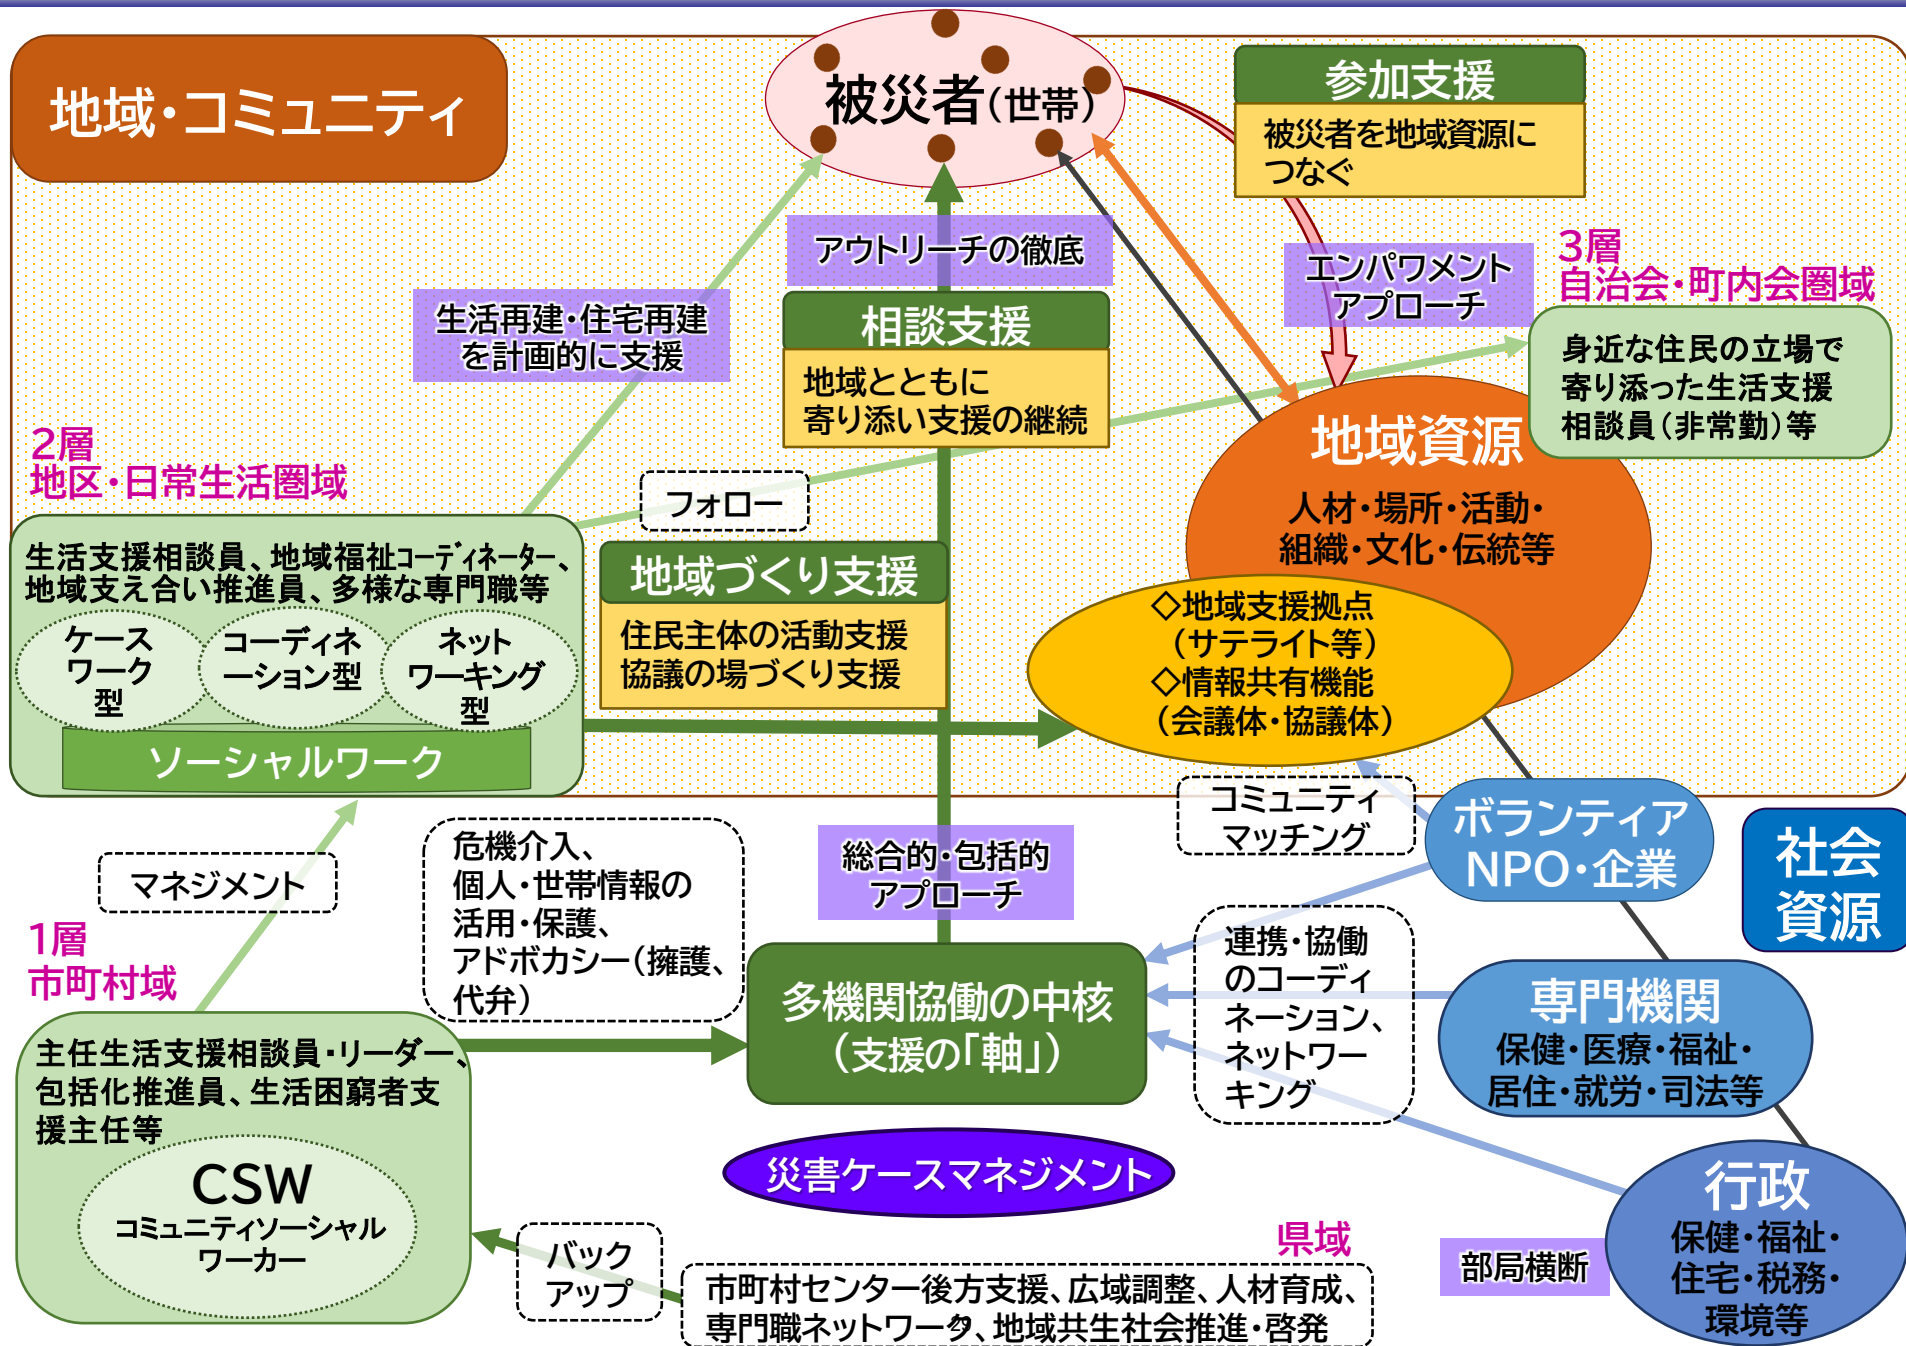 地域・コミュニティ
被災者（世帯）
参加支援
被災者を地域資源に
つなぐ
アウトリーチの徹底
エンパワメント
アプローチ
3層
自治会・町内会圏域
身近な住民の立場で
寄り添った生活支援
相談員（非常勤）等
生活再建・住宅再建
を計画的に支援
相談支援
地域とともに
寄り添い支援の継続
地域資源
人材・場所・活動・
組織・文化・伝統等
2層
地区・日常生活圏域
フォロー
生活支援相談員、地域福祉コーディネーター、
地域支え合い推進員、多様な専門職等
ケース
ワーク
型
コーディネ
ーション型
ネット
ワーキング
型
ソーシャルワーク
地域づくり支援
住民主体の活動支援
協議の場づくり支援
◇地域支援拠点
（サテライト等）
◇情報共有機能
（会議体・協議体）
コミュニティ
マッチング
ボランティア
NPO・企業
社会
資源
マネジメント
危機介入、
個人・世帯情報の
活用・保護、
アドボカシー（擁護、
代弁）
総合的・包括的
アプローチ
1層
市町村域
主任生活支援相談員・リーダー、
包括化推進員、生活困窮者支
援主任等
CSW
コミュニティソーシャル
ワーカー
多機関協働の中核
（支援の「軸」）
連携・協働
のコーディ
ネーション、
ネットワー
キング
専門機関
保健・医療・福祉・
居住・就労・司法等
災害ケースマネジメント
行政
保健・福祉・
住宅・税務・
環境等
部局横断
バック
アップ
県域
市町村センター後方支援、広域調整、人材育成、
専門職ネットワーク、地域共生社会推進・啓発